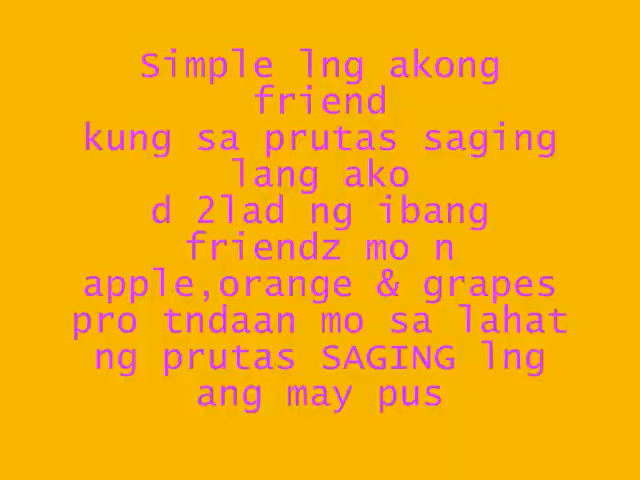 Simple lng akong
friend
kung sa prutas saging
lang ako
d 2lad ng ibang
friendz mo n
apple,orange & grapes
pro tndaan mo sa lahat
ng prutas SAGING lng
ang may pus